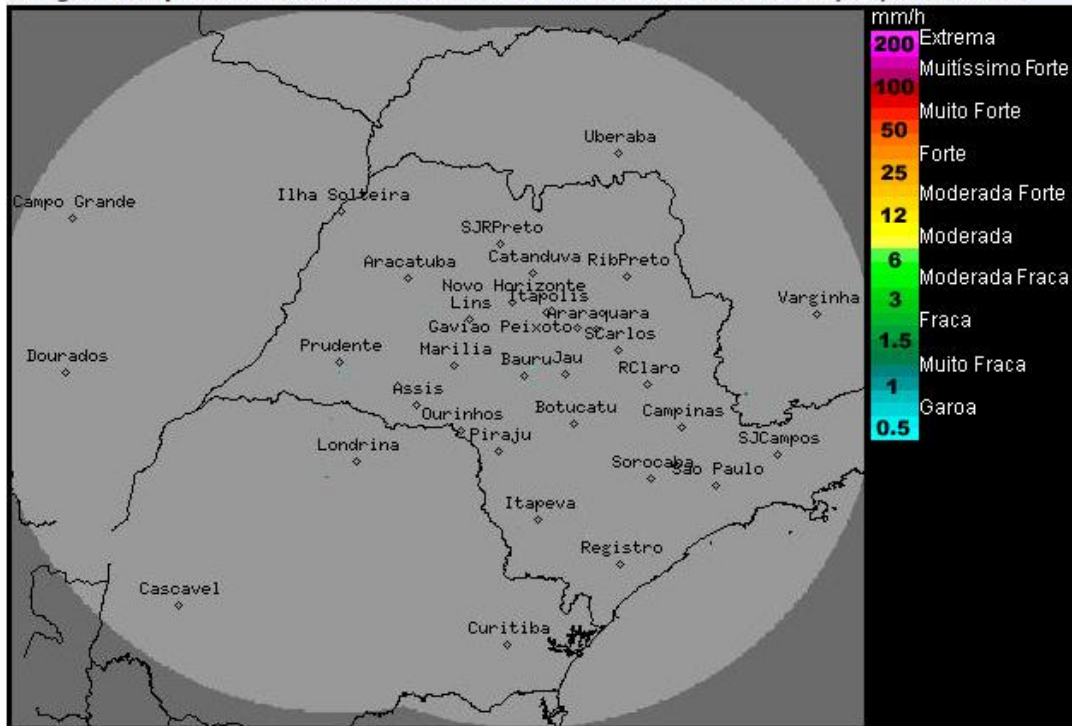 mm/h
200 Extrema
Muitíssimo Forte
100
Muito Forte
50
Forte
25
Moderada Forte
12
Moderada
6
Moderada Fraca
3
Fraca
1.5
Muito Fraca
1
Garoa
0.5
Uberaba
Campo Grande
Ilha Solteira
SJRPreto
Aracatuba
Catanduva
RibPreto
Novo Horizonte
Lins
Itapolis
Varginha
Gaviao Peixoto
Araraquara
SCarlos
Dourados
Prudente
Marilia
Bauru
Jau
RClaro
Assis
Ourinhos
Botucatu
Campinas
Londrina
Piraju
SJCampos
Sorocaba
Sao Paulo
Itapeva
Registro
Cascavel
Curitiba